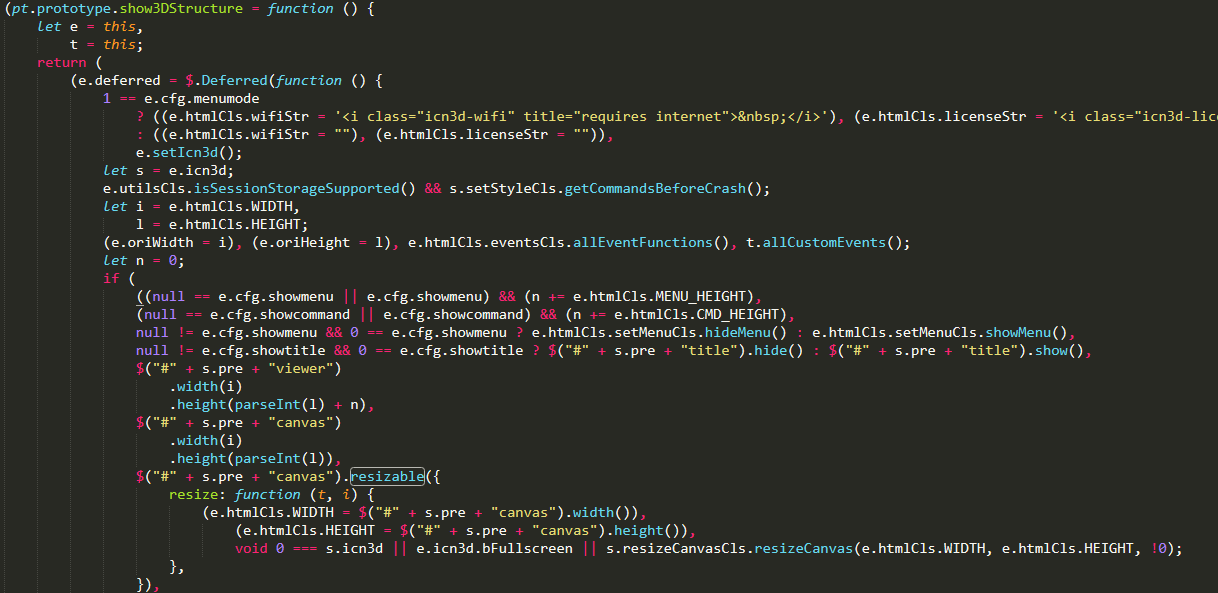 (pt.prototype.show3DStructure = function () {
let e = this,
t = this;
return (
(e.deferred = $.Deferred(function () {
1 == e.cfg.menumode
? ((e.htmlCls.wifiStr = '<i class="icn3d-wifi" title="requires internet">&nbsp;</i>'), (e.htmlCls.licenseStr = '<i class="icn3d-lic
: ((e.htmlCls.wifiStr = ""), (e.htmlCls.licenseStr = "")),
e.setIcn3d();
let s = e.icn3d;
e.utilsCls.isSessionStorageSupported() && s.setStyleCls.getCommandsBeforeCrash();
let i = e.htmlCls.WIDTH,
l = e.htmlCls.HEIGHT;
(e.oriWidth = i), (e.oriHeight = l), e.htmlCls.eventsCls.allEventFunctions(), t.allCustomEvents();
let n = 0;
if (
((null == e.cfg.showmenu || e.cfg.showmenu) && (n += e.htmlCls.MENU_HEIGHT),
(null == e.cfg.showcommand || e.cfg.showcommand) && (n += e.htmlCls.CMD_HEIGHT),
null != e.cfg.showmenu && 0 == e.cfg.showmenu ? e.htmlCls.setMenuCls.hideMenu() : e.htmlCls.setMenuCls.showMenu(),
null != e.cfg.showtitle && 0 == e.cfg.showtitle ? $("#" + s.pre + "title").hide() : $("#" + s.pre + "title").show(),
$("#" + s.pre + "viewer")
.width(i)
.height(parseInt(l) + n),
$("#" + s.pre + "canvas")
.width(i)
.height(parseInt(l)),
$("#" + s.pre + "canvas").resizable({
resize: function (t, i) {
(e.htmlCls.WIDTH = $("#" + s.pre + "canvas").width()),
(e.htmlCls.HEIGHT = $("#" + s.pre + "canvas").height()),
void 0 === s.icn3d || e.icn3d.bFullscreen || s.resizeCanvasCls.resizeCanvas(e.htmlCls.WIDTH, e.htmlCls.HEIGHT, !0);
},
}),